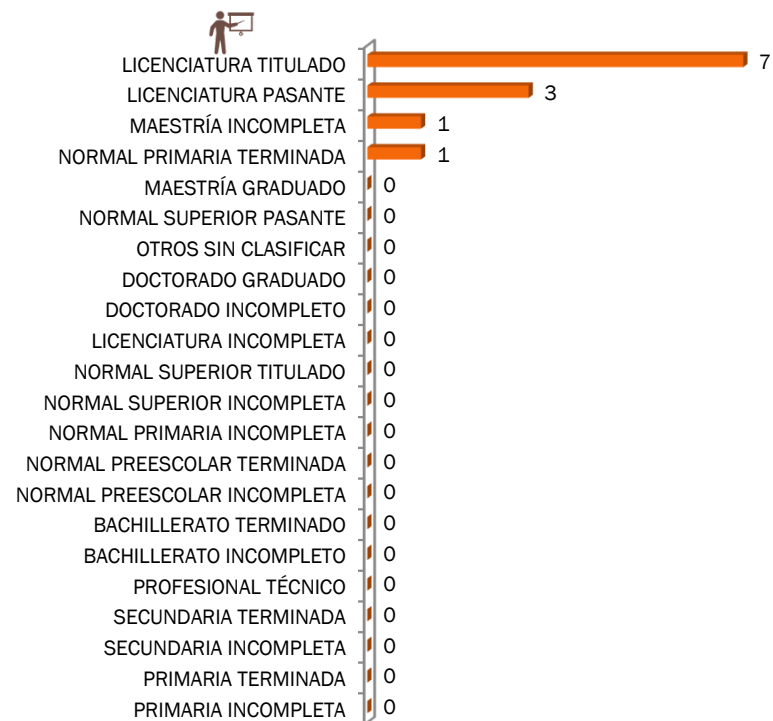 LICENCIATURA TITULADO 7
LICENCIATURA PASANTE 3
MAESTRÍA INCOMPLETA 1
NORMAL PRIMARIA TERMINADA 1
MAESTRÍA GRADUADO 0
NORMAL SUPERIOR PASANTE 0
OTROS SIN CLASIFICAR 0
DOCTORADO GRADUADO 0
DOCTORADO INCOMPLETO 0
LICENCIATURA INCOMPLETA 0
NORMAL SUPERIOR TITULADO 0
NORMAL SUPERIOR INCOMPLETA 0
NORMAL PRIMARIA INCOMPLETA 0
NORMAL PREESCOLAR TERMINADA 0
NORMAL PREESCOLAR INCOMPLETA 0
BACHILLERATO TERMINADO 0
BACHILLERATO INCOMPLETO 0
PROFESIONAL TÉCNICO 0
SECUNDARIA TERMINADA 0
SECUNDARIA INCOMPLETA 0
PRIMARIA TERMINADA 0
PRIMARIA INCOMPLETA 0